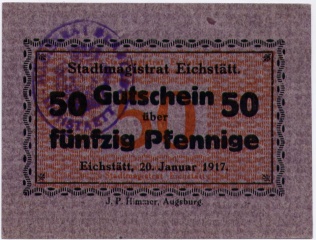 Stadtmagistrat Eichstätt.
50 Gutschein 50
über
fünfzig Pfennige
Eichstätt, 20. Januar 1917.
J. P. Himmer, Augsburg.